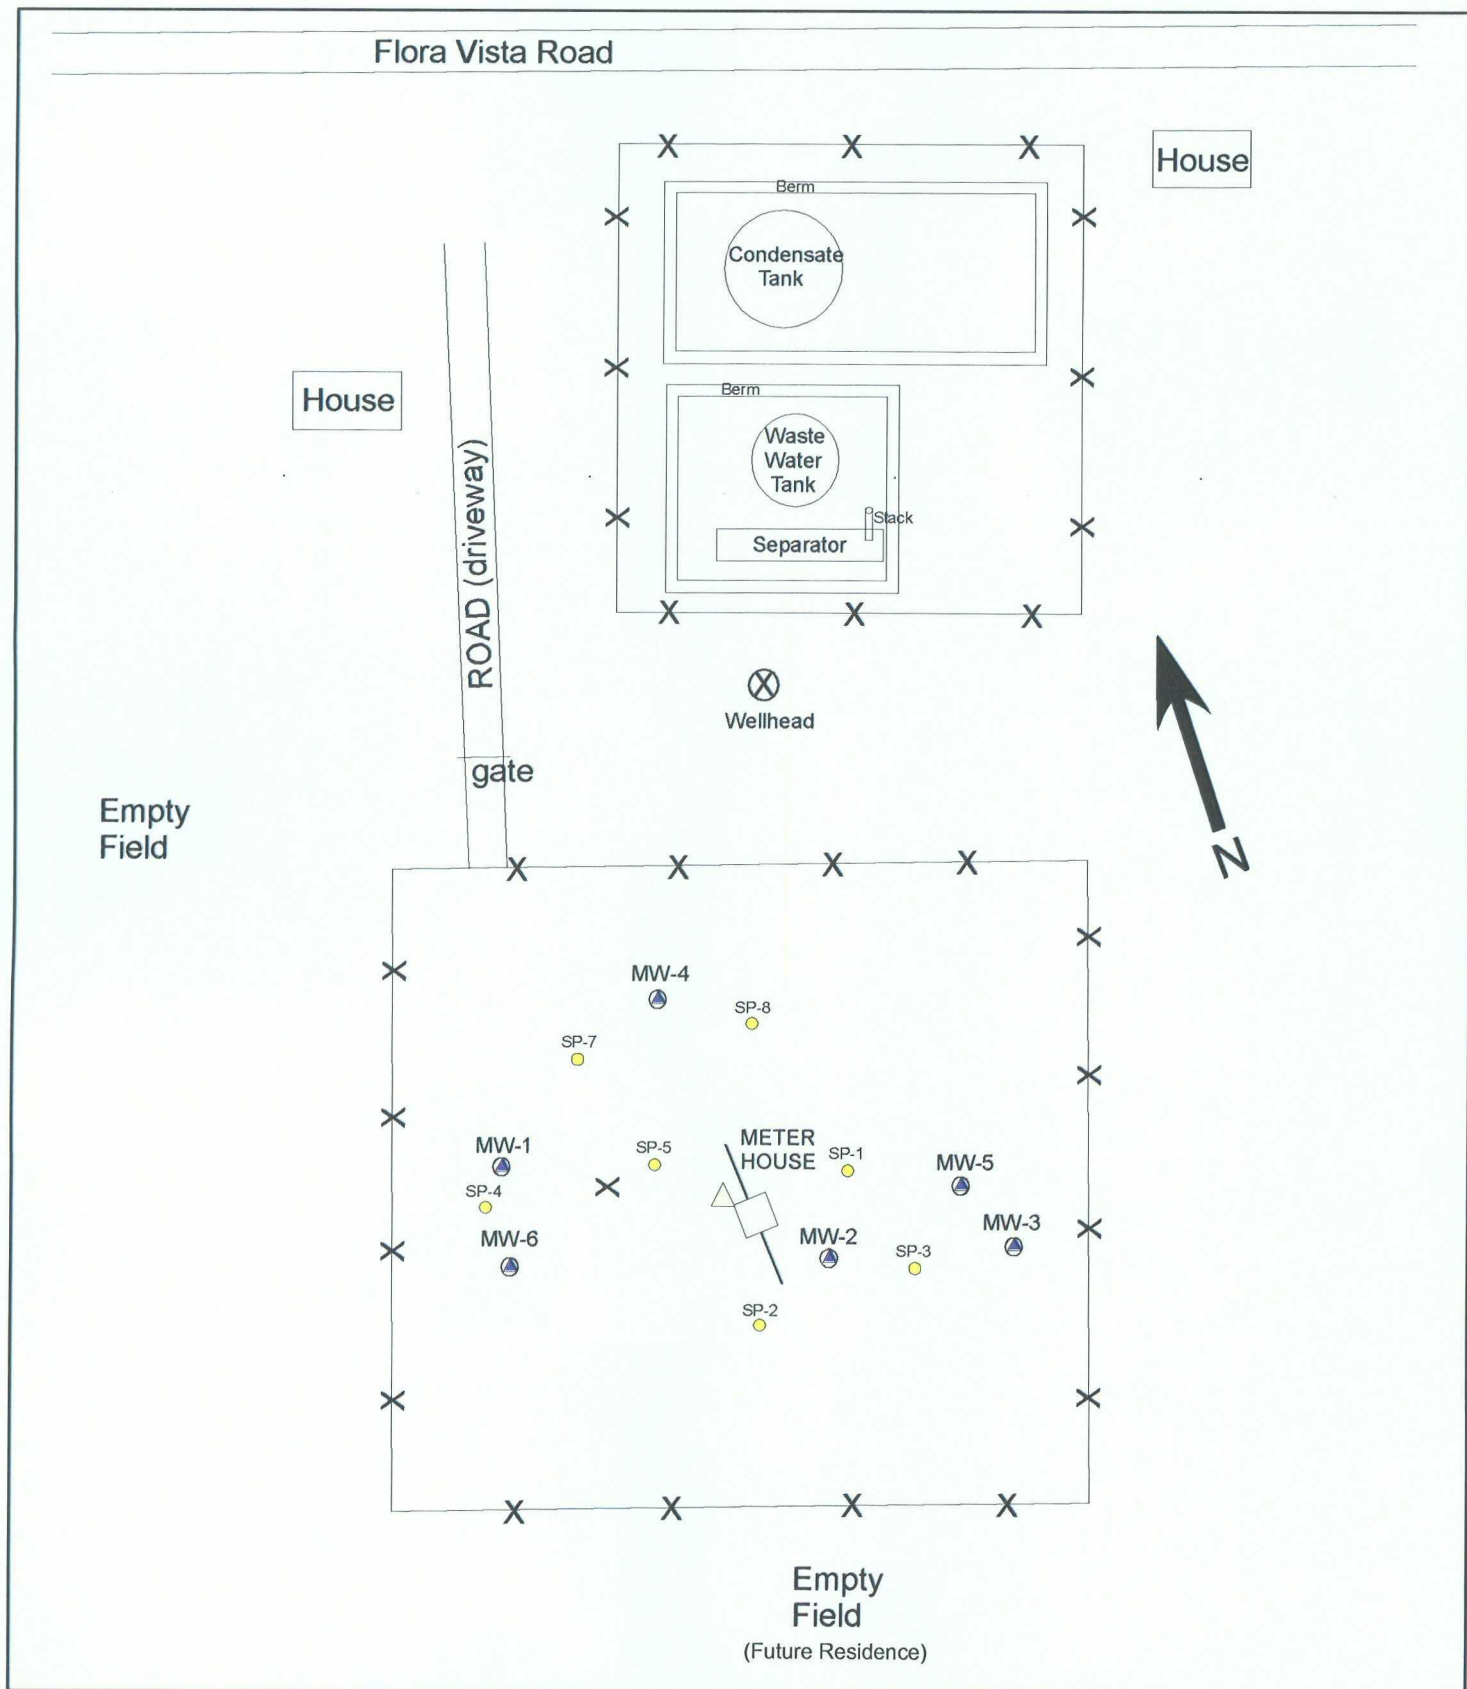 Flora Vista Road
House
Berm
Condensate
Tank
House
Berm
Waste
Water
Tank
Stack
Separator
ROAD (driveway)
Wellhead
gate
Empty
Field
N
MW-4
SP-8
SP-7
METER
HOUSE
MW-1
SP-5
SP-1
MW-5
SP-4
MW-3
MW-6
MW-2
SP-3
SP-2
Empty
Field
(Future Residence)